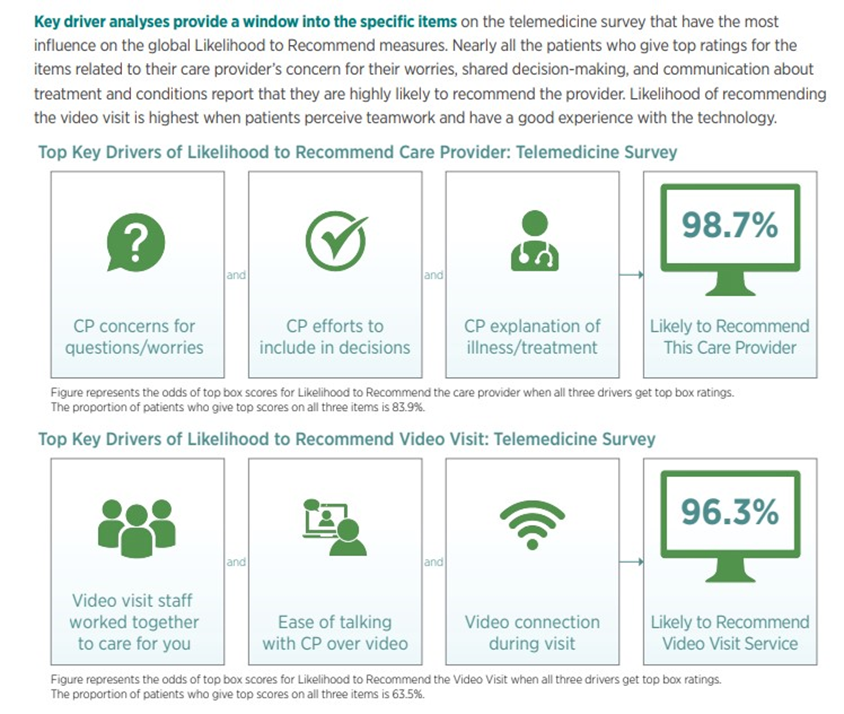 Key driver analyses provide a window into the specific items on the telemedicine survey that have the most
influence on the global Likelihood to Recommend measures. Nearly all the patients who give top ratings for the
items related to their care provider's concern for their worries, shared decision-making, and communication about
treatment and conditions report that they are highly likely to recommend the provider. Likelihood of recommending
the video visit is highest when patients perceive teamwork and have a good experience with the technology.
Top Key Drivers of Likelihood to Recommend Care Provider: Telemedicine Survey
?
CP concerns for
questions/worries
and
CP efforts to
include in decisions
and
CP explanation of
illness/treatment
98.7%
Likely to Recommend
This Care Provider
Figure represents the odds of top box scores for Likelihood to Recommend the care provider when all three drivers get top box ratings.
The proportion of patients who give top scores on all three items is 83.9%.
Top Key Drivers of Likelihood to Recommend Video Visit: Telemedicine Survey
Video visit staff
worked together
to care for you
and
Ease of talking
with CP over video
and
Video connection
during visit
96.3%
Likely to Recommend
Video Visit Service
Figure represents the odds of top box scores for Likelihood to Recommend the Video Visit when all three drivers get top box ratings.
The proportion of patients who give top scores on all three items is 63.5%.